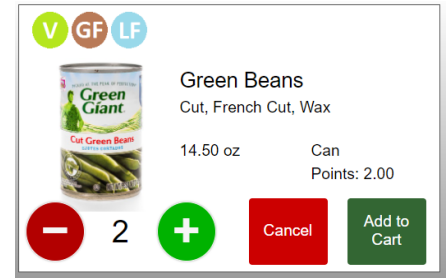 V GF LF
Green Beans
Cut, French Cut, Wax
Green
Giant
Cut Green Beans
14.50 oz Can
Points: 2.00
2
Cancel
Add to
Cart